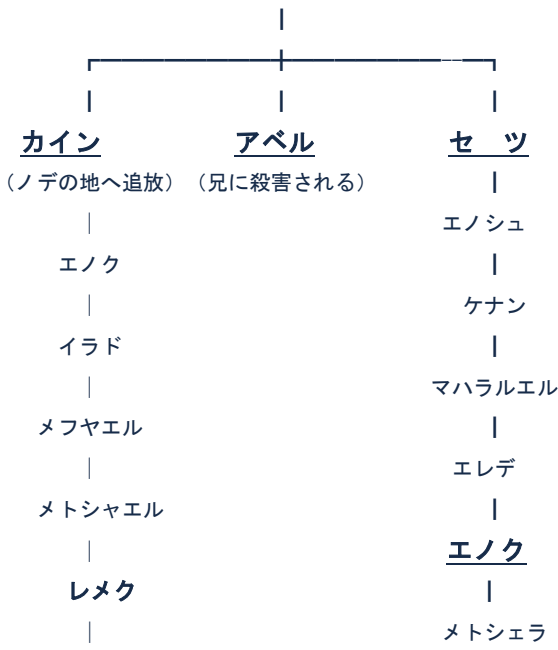 カイン アベル セ ツ
（ノデの地へ追放）（兄に殺害される）
エノシュ
エノク
ケナン
イラド
マハラルエル
メフヤエル
エレデ
メトシャエル
エノク
レメク
メトシェラ